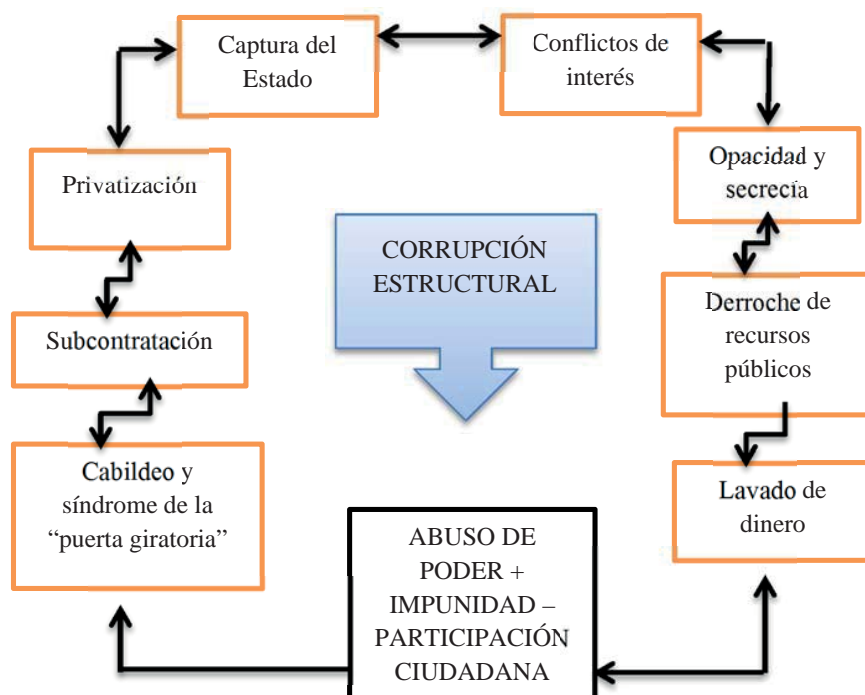 Captura del
Estado
Conflictos de
interés
Privatización
Opacidad y
secrecía
CORRUPCIÓN
ESTRUCTURAL
Subcontratación
Derroche de
recursos
públicos
Cabildeo y
síndrome de la
“puerta giratoria”
Lavado de
dinero
ABUSO DE
PODER +
IMPUNIDAD –
PARTICIPACIÓN
CIUDADANA